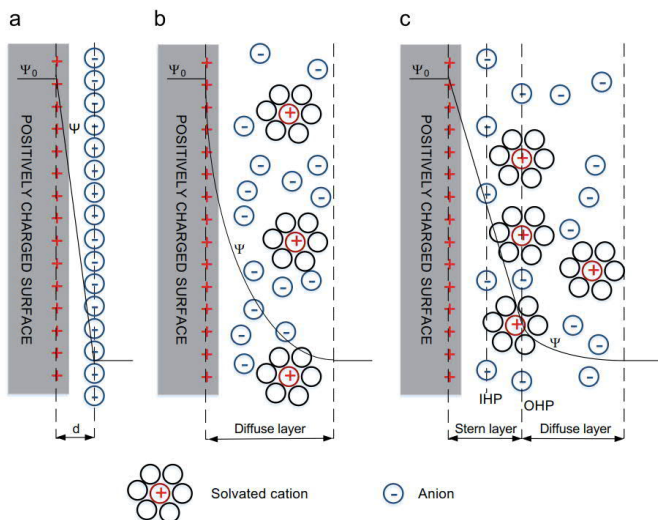 a
b
c
Ψ0
Ψ0
Ψ0
POSITIVELY CHARGED SURFACE
Ψ
POSITIVELY CHARGED SURFACE
Ψ
POSITIVELY CHARGED SURFACE
Ψ
IHP
OHP
d
Diffuse layer
Stern layer
Diffuse layer
Solvated cation
Anion